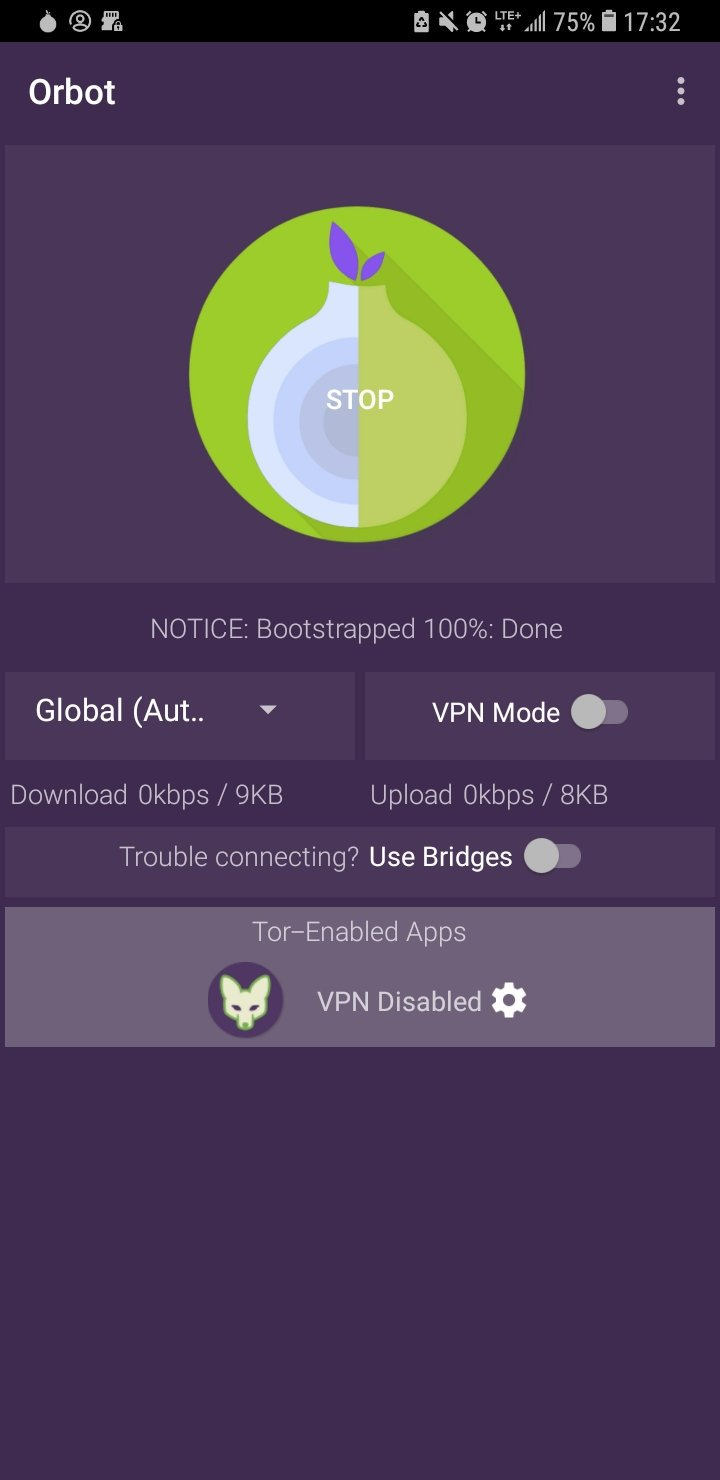 LTE+ 75% 17:32
Orbot
STOP
NOTICE: Bootstrapped 100%: Done
Global (Aut.. VPN Mode
Download 0kbps / 9KB Upload 0kbps / 8KB
Trouble connecting? Use Bridges
Tor-Enabled Apps
VPN Disabled